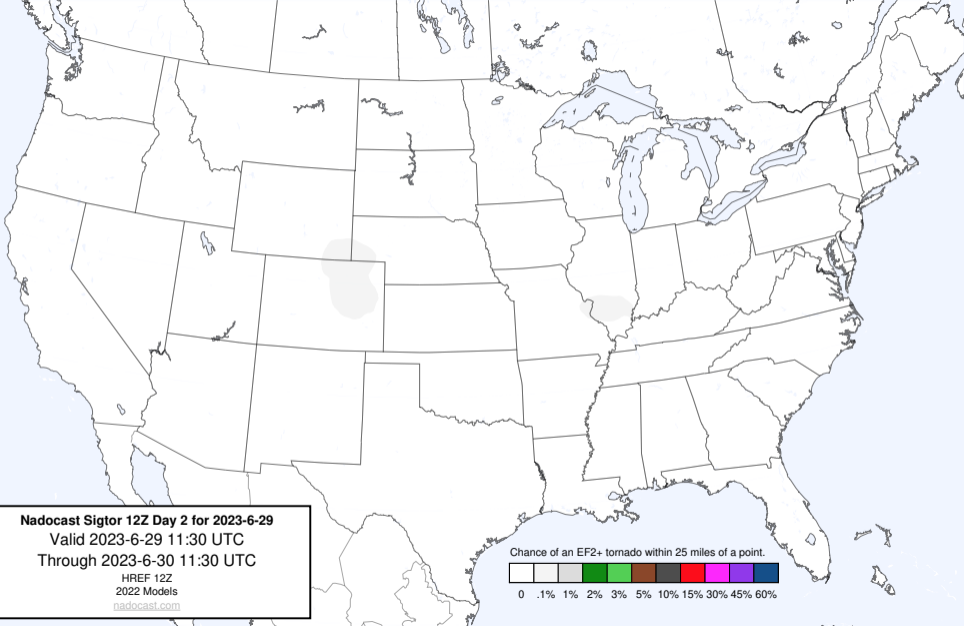 Nadocast Sigtor 12Z Day 2 for 2023-6-29
Valid 2023-6-29 11:30 UTC
Through 2023-6-30 11:30 UTC
HREF 12Z
2022 Models
nadocast.com
Chance of an EF2+ tornado within 25 miles of a point.
0 .1% 1% 2% 3% 5% 10% 15% 30% 45% 60%